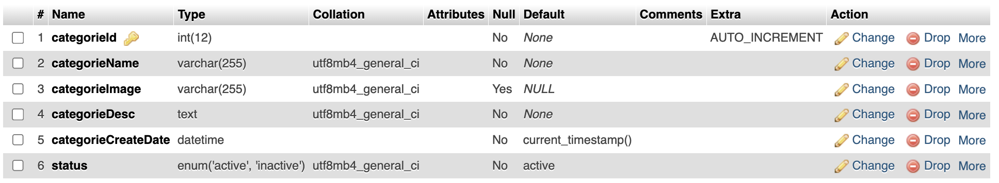 # Name Type Collation Attributes Null Default Comments Extra Action
1 categorieId int(12) No None AUTO_INCREMENT Change Drop More
2 categorieName varchar(255) utf8mb4_general_ci No None Change Drop More
3 categorieImage varchar(255) utf8mb4_general_ci Yes NULL Change Drop More
4 categorieDesc text utf8mb4_general_ci No None Change Drop More
5 categorieCreateDate datetime No current_timestamp() Change Drop More
6 status enum('active', 'inactive') utf8mb4_general_ci No active Change Drop More